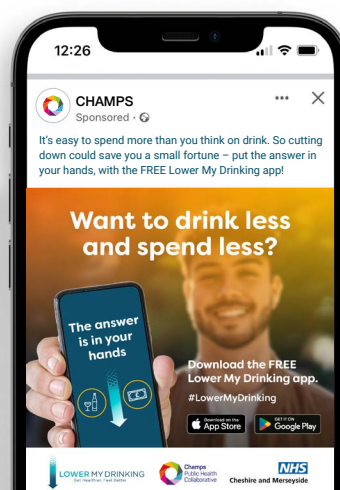 12:26
CHAMPS
Sponsored ·
It's easy to spend more than you think on drink. So cutting
down could save you a small fortune – put the answer in
your hands, with the FREE Lower My Drinking app!
Want to drink less
and spend less?
The answer
is in your
hands
Download the FREE
Lower My Drinking app.
#LowerMyDrinking
Download on the
App Store
GET IT ON
Google Play
LOWER MY DRINKING
Get Healthier, Feel Better
Champs
Public Health
Collaborative
NHS
Cheshire and Merseyside